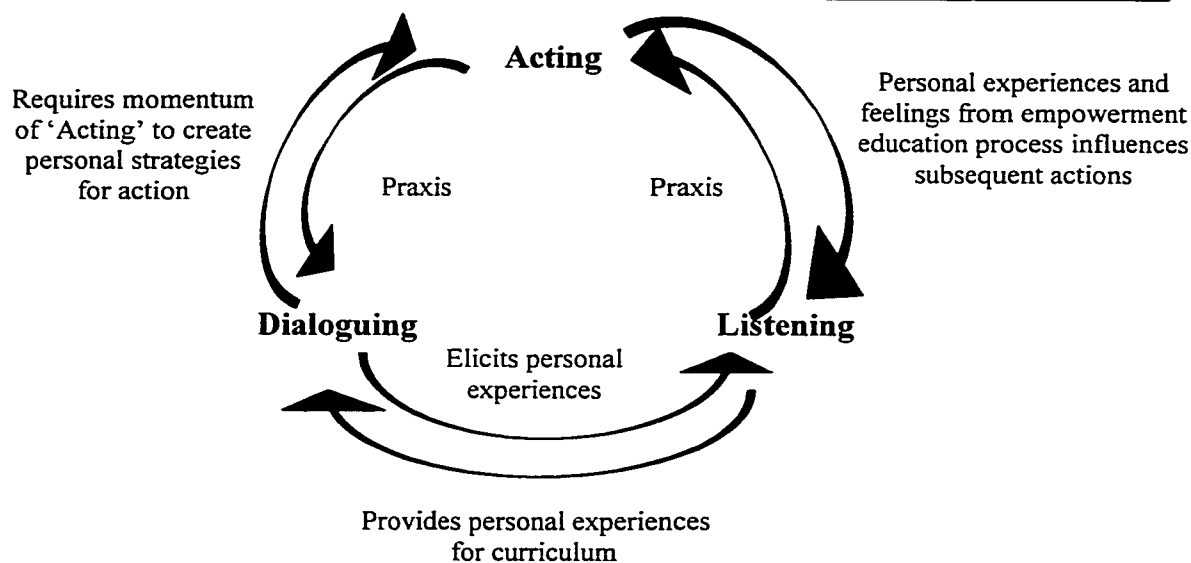 Acting
Requires momentum
of ‘Acting’ to create
personal strategies
for action
Personal experiences and
feelings from empowerment
education process influences
subsequent actions
Praxis
Praxis
Dialoguing
Listening
Elicits personal
experiences
Provides personal experiences
for curriculum